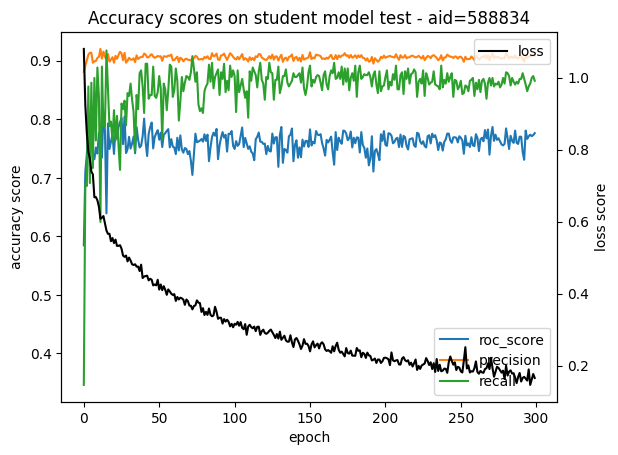 Accuracy scores on student model test - aid=588834
loss
0.9
0.8
0.7
0.6
0.5
0.4
accuracy score
1.0
0.8
0.6
0.4
0.2
loss score
roc_score
precision
recall
0 50 100 150 200 250 300
epoch